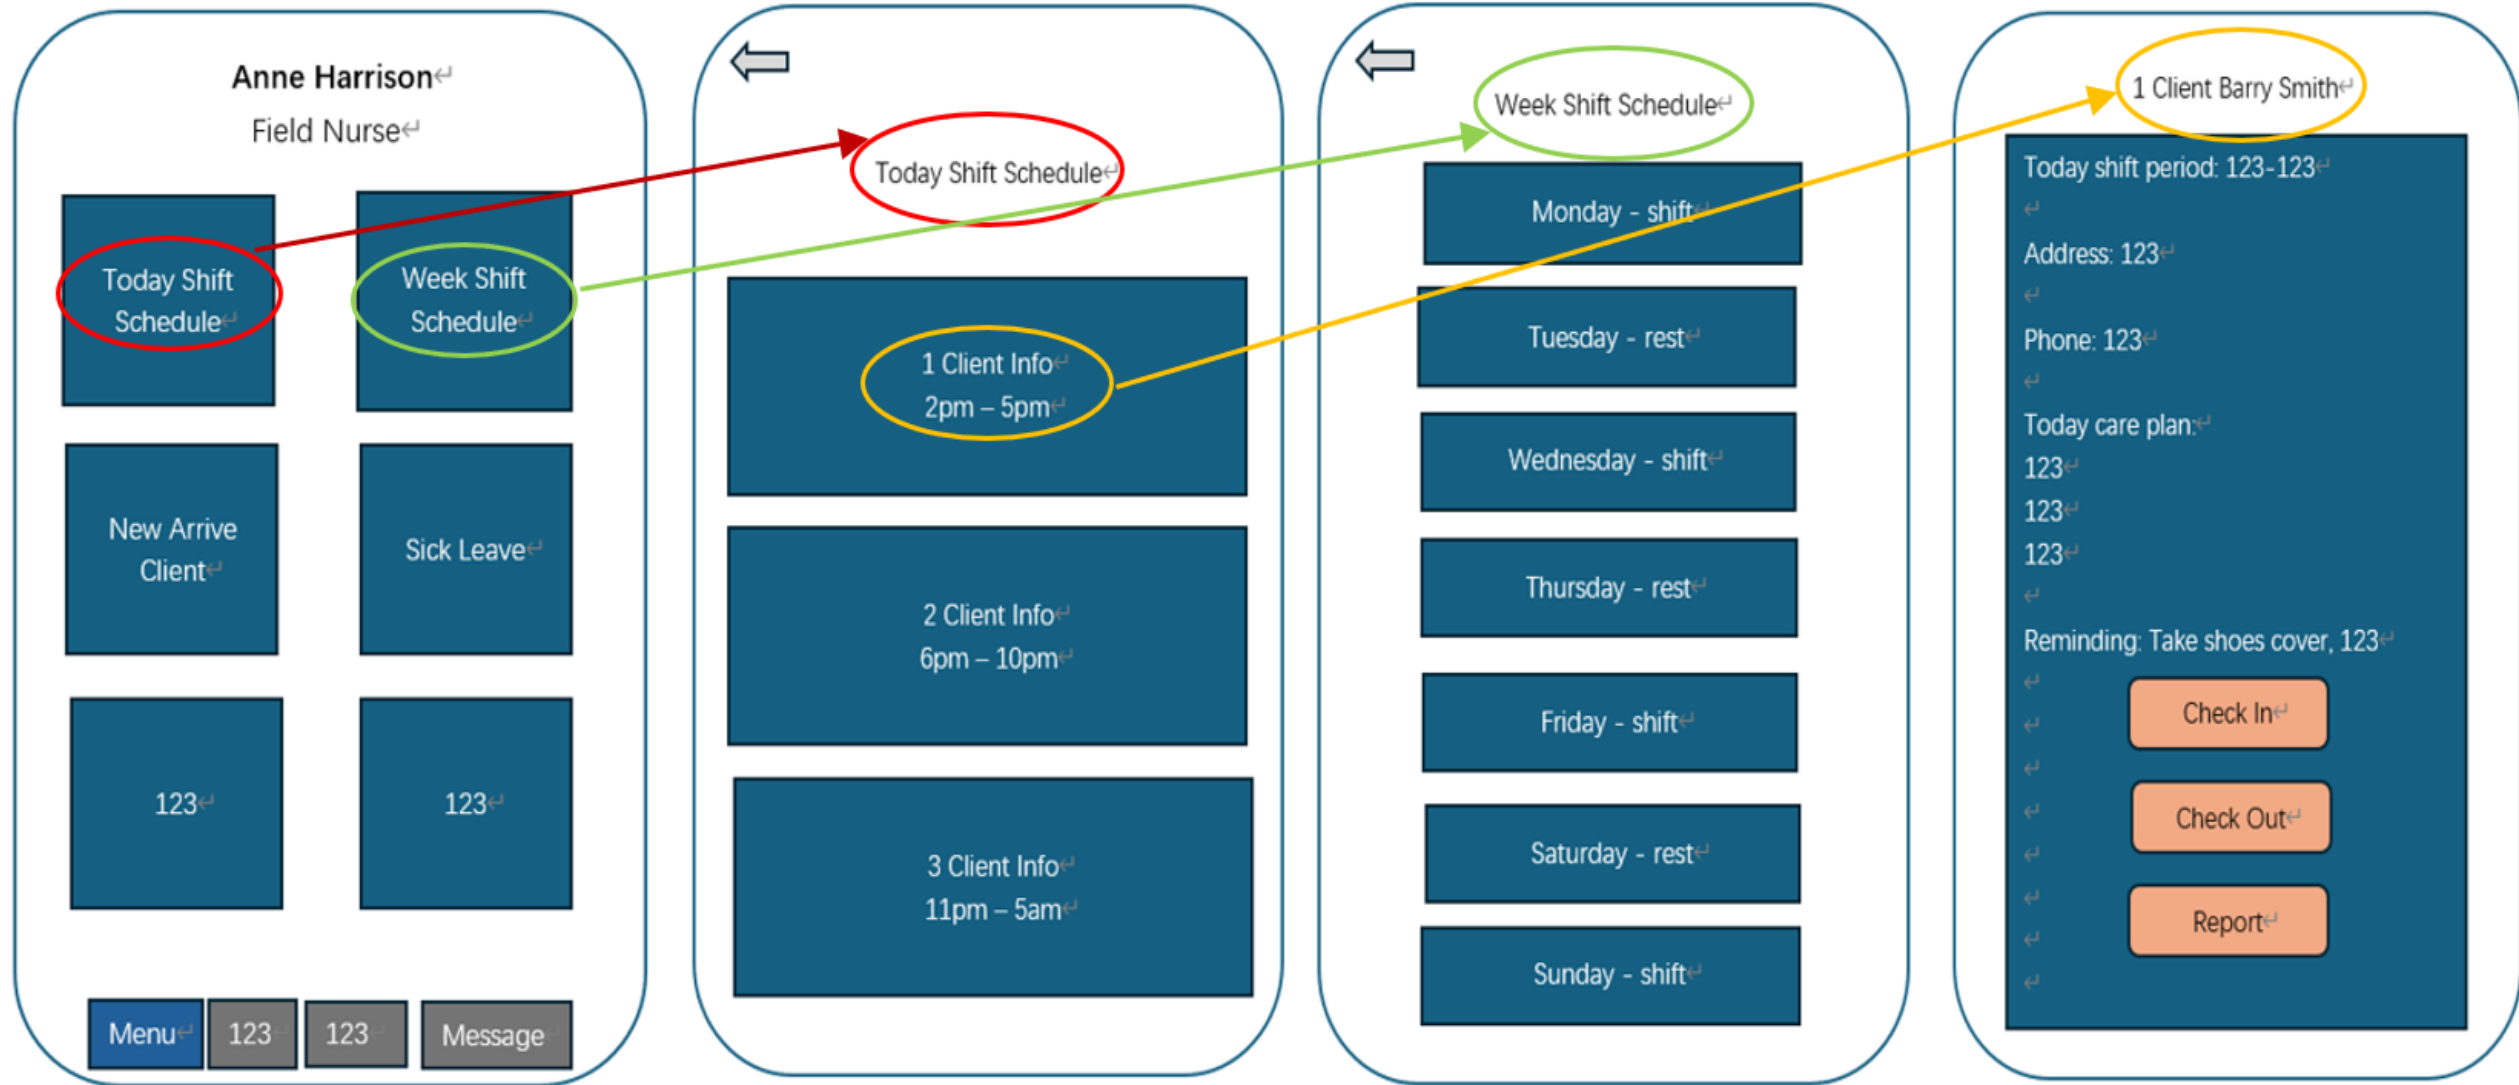 Anne Harrison
Field Nurse
Today Shift
Schedule
Week Shift
Schedule
New Arrive
Client
Sick Leave
123
123
Menu
123
123
Message
Today Shift Schedule
1 Client Info
2pm – 5pm
2 Client Info
6pm – 10pm
3 Client Info
11pm – 5am
Week Shift Schedule
Monday - shift
Tuesday - rest
Wednesday - shift
Thursday - rest
Friday - shift
Saturday - rest
Sunday - shift
1 Client Barry Smith
Today shift period: 123-123
Address: 123
Phone: 123
Today care plan:
123
123
123
Reminding: Take shoes cover, 123
Check In
Check Out
Report